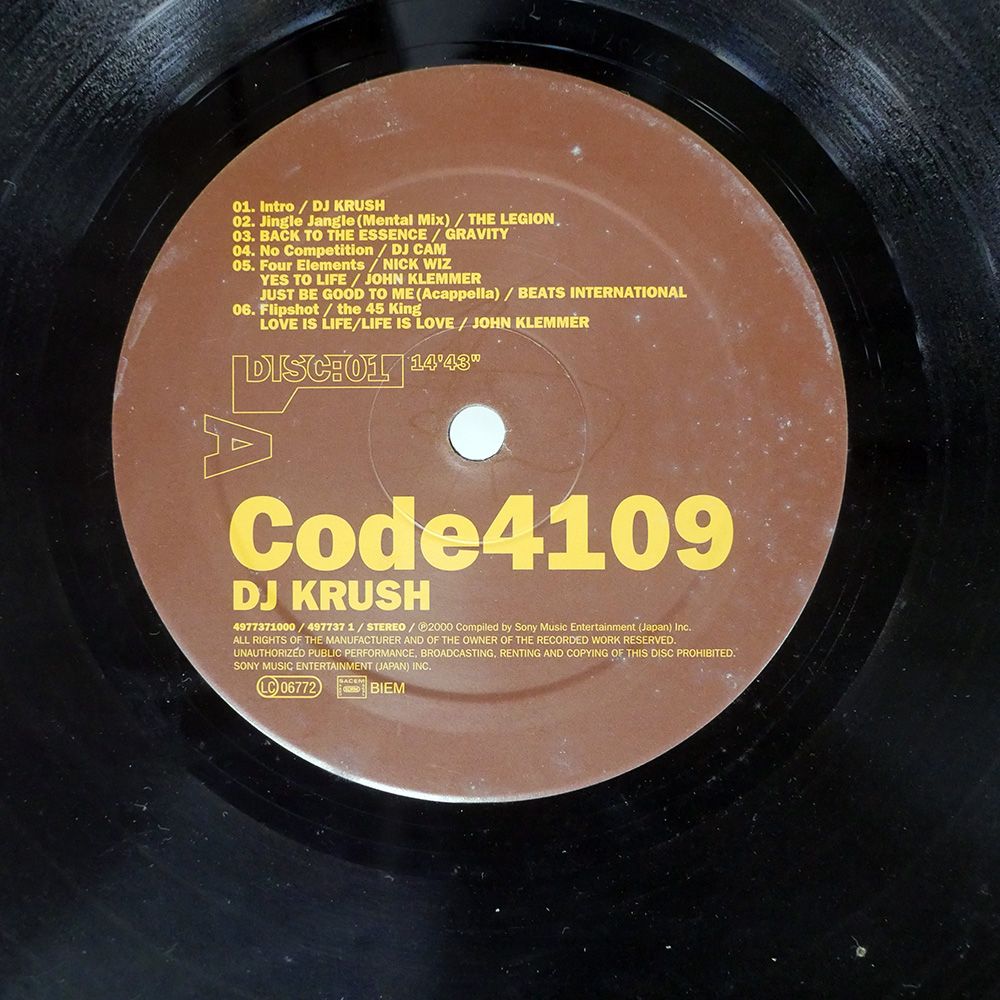 01. Intro / DJ KRUSH
02. Jingle Jangle (Mental Mix) / THE LEGION
03. BACK TO THE ESSENCE / GRAVITY
04. No Competition / DJ CAM
05. Four Elements / NICK WIZ
YES TO LIFE / JOHN KLEMMER
JUST BE GOOD TO ME (Acappella) / BEATS INTERNATIONAL
06. Flipshot / the 45 King
LOVE IS LIFE/LIFE IS LOVE / JOHN KLEMMER
DISC:01 14'43"
A
Code4109
DJ KRUSH
4977371000 / 497737 1 / STEREO / ℗2000 Compiled by Sony Music Entertainment (Japan) Inc.
ALL RIGHTS OF THE MANUFACTURER AND OF THE OWNER OF THE RECORDED WORK RESERVED.
UNAUTHORIZED PUBLIC PERFORMANCE, BROADCASTING, RENTING AND COPYING OF THIS DISC PROHIBITED.
SONY MUSIC ENTERTAINMENT (JAPAN) INC.
LC 06772 SACEM BIEM